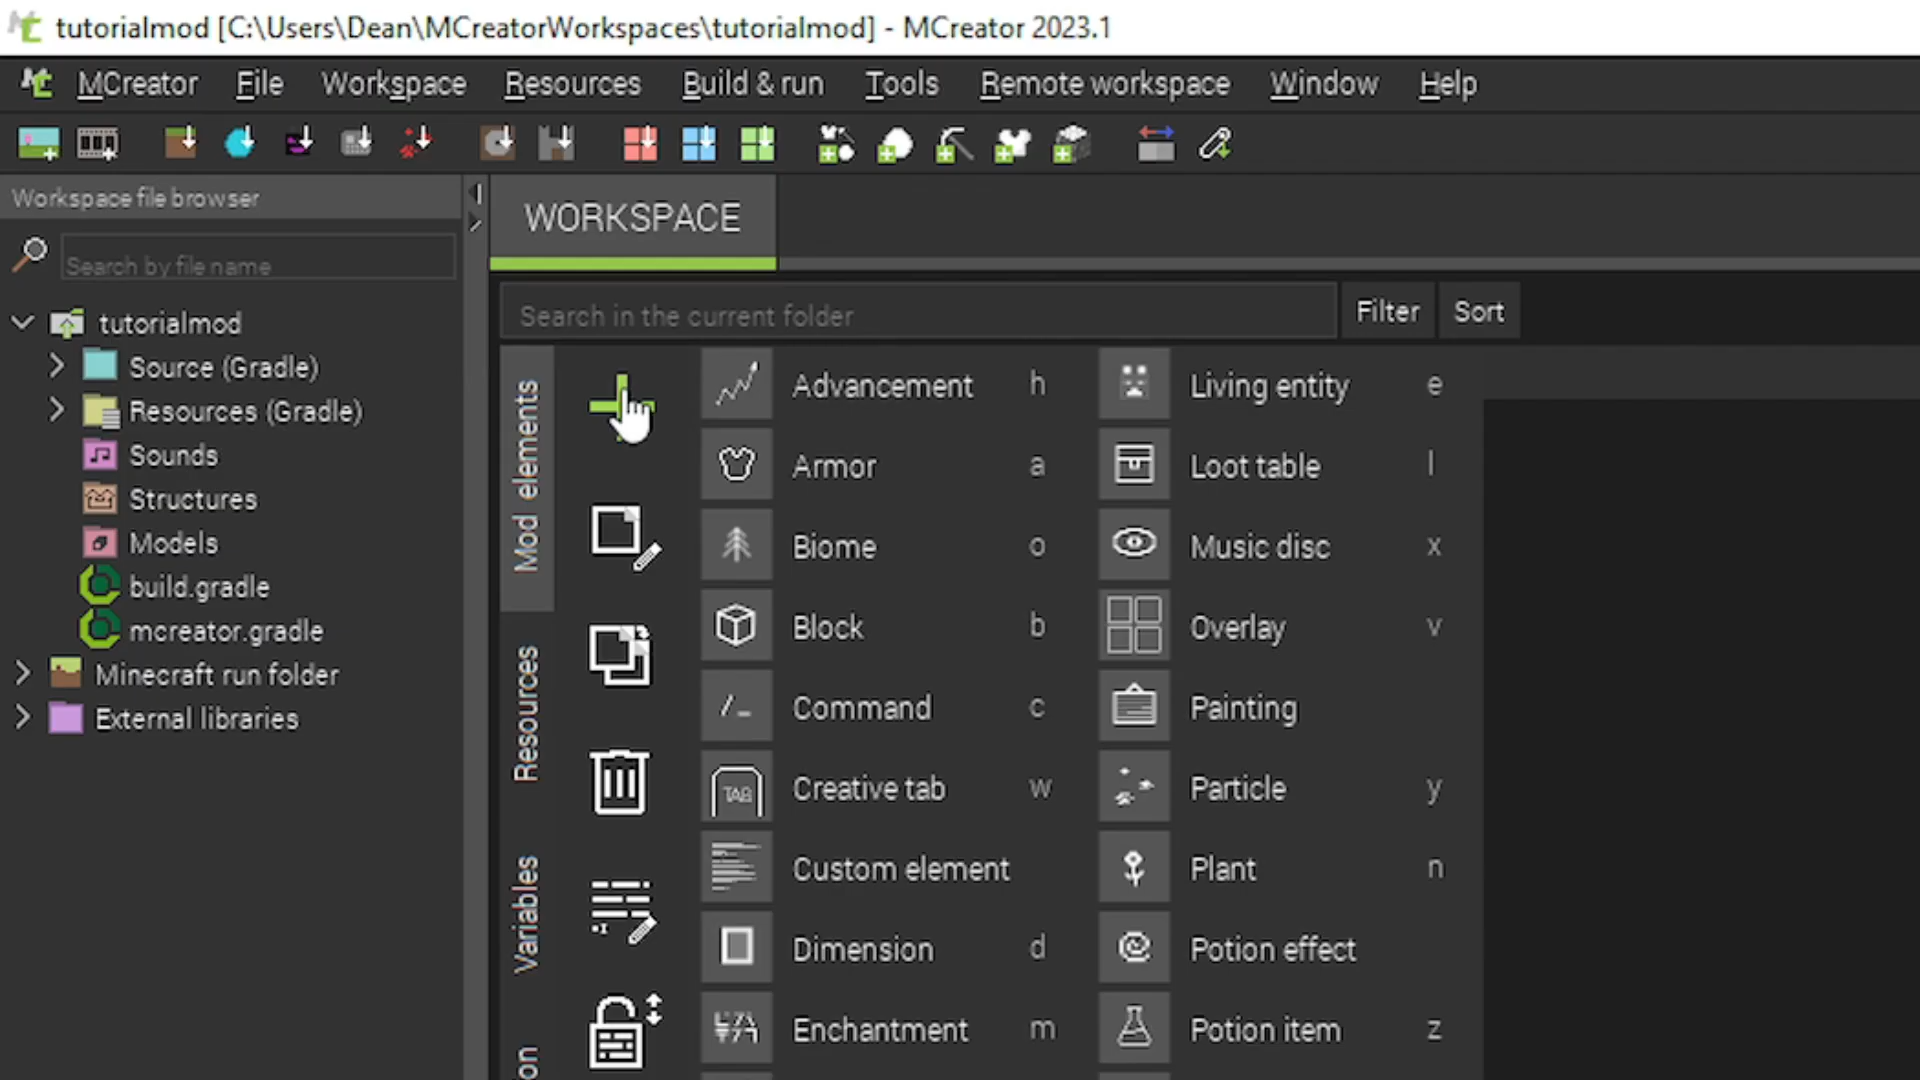 tutorialmod [C:\Users\Dean\MCreatorWorkspaces\tutorialmod] - MCreator 2023.1
MCreator File Workspace Resources Build & run Tools Remote workspace Window Help
Workspace file browser
Search by file name
tutorialmod
Source (Gradle)
Resources (Gradle)
Sounds
Structures
Models
build.gradle
mcreator.gradle
Minecraft run folder
External libraries
WORKSPACE
Search in the current folder Filter Sort
Mod elements
Resources
Variables
Advancement h
Armor a
Biome o
Block b
Command c
TAB
Creative tab w
Custom element
Dimension d
Enchantment m
Living entity e
Loot table l
Music disc x
Overlay v
Painting
Particle y
Plant n
Potion effect
Potion item z